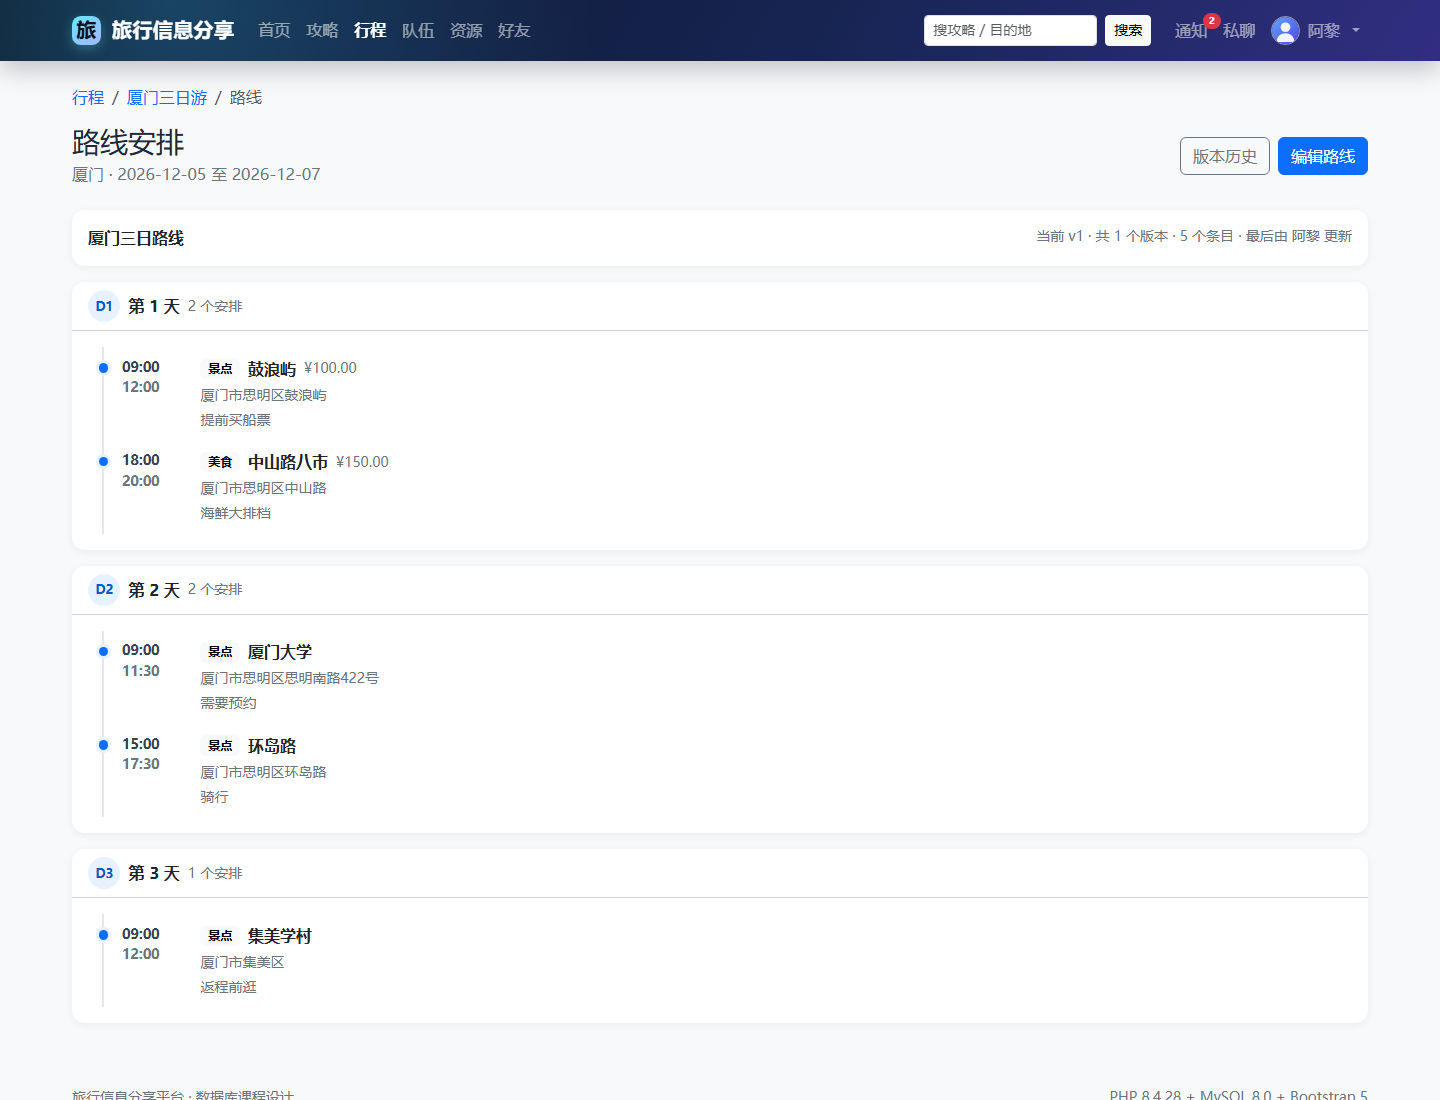 旅 旅行信息分享 首页 攻略 行程 队伍 资源 好友 搜攻略 / 目的地 搜索 通知 2 私聊 阿黎
行程 / 厦门三日游 / 路线
路线安排
厦门 · 2026-12-05 至 2026-12-07
版本历史 编辑路线
厦门三日路线 当前 v1 · 共 1 个版本 · 5 个条目 · 最后由 阿黎 更新
D1 第 1 天 2 个安排
09:00 景点 鼓浪屿 ¥100.00
12:00 厦门市思明区鼓浪屿
提前买船票
18:00 美食 中山路八市 ¥150.00
20:00 厦门市思明区中山路
海鲜大排档
D2 第 2 天 2 个安排
09:00 景点 厦门大学
11:30 厦门市思明区思明南路422号
需要预约
15:00 景点 环岛路
17:30 厦门市思明区环岛路
骑行
D3 第 3 天 1 个安排
09:00 景点 集美学村
12:00 厦门市集美区
返程前逛
旅行信息分享平台 · 数据库课程设计 PHP 8.4.28 + MySQL 8.0 + Bootstrap 5